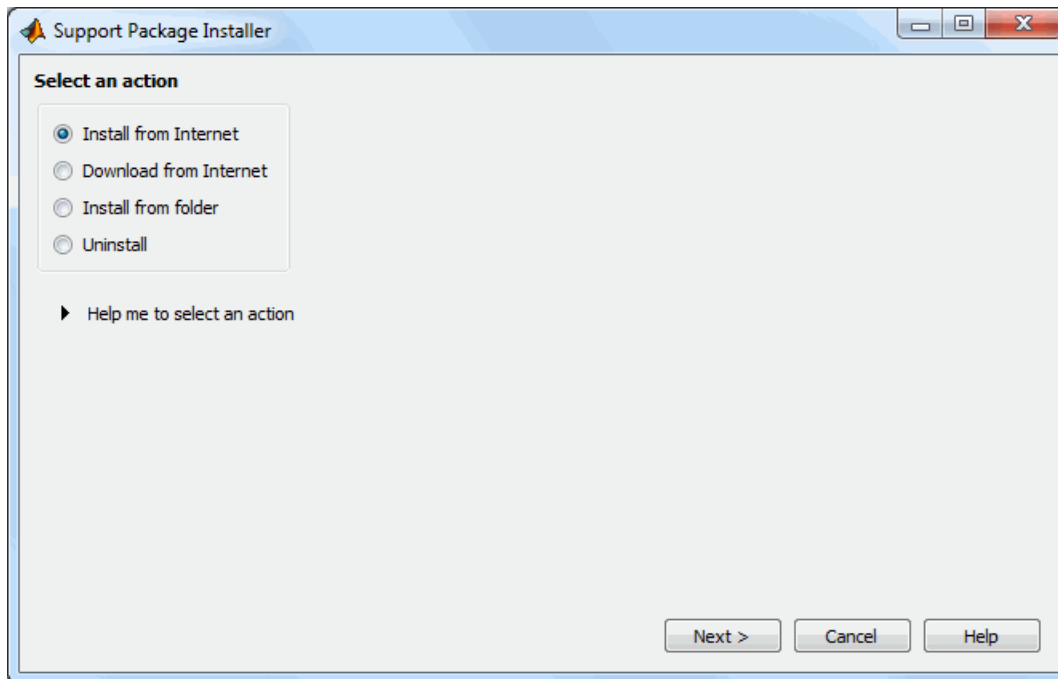 Support Package Installer
Select an action
Install from Internet
Download from Internet
Install from folder
Uninstall
Help me to select an action
Next > Cancel Help